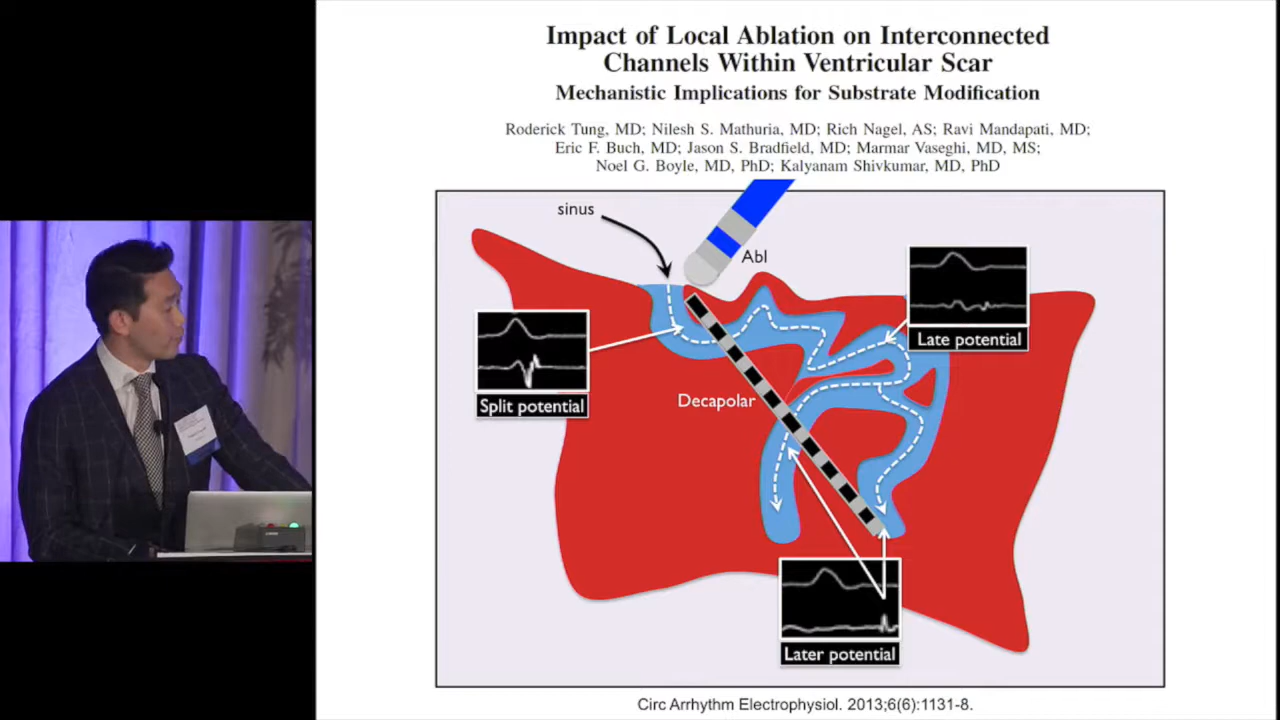 Impact of Local Ablation on Interconnected
Channels Within Ventricular Scar
Mechanistic Implications for Substrate Modification
Roderick Tung, MD; Nilesh S. Mathuria, MD; Rich Nagel, AS; Ravi Mandapati, MD;
Eric F. Buch, MD; Jason S. Bradfield, MD; Marmar Vaseghi, MD, MS;
Noel G. Boyle, MD, PhD; Kalyanam Shivkumar, MD, PhD
sinus
Abl
Late potential
Split potential
Decapolar
Later potential
Circ Arrhythm Electrophysiol. 2013;6(6):1131-8.